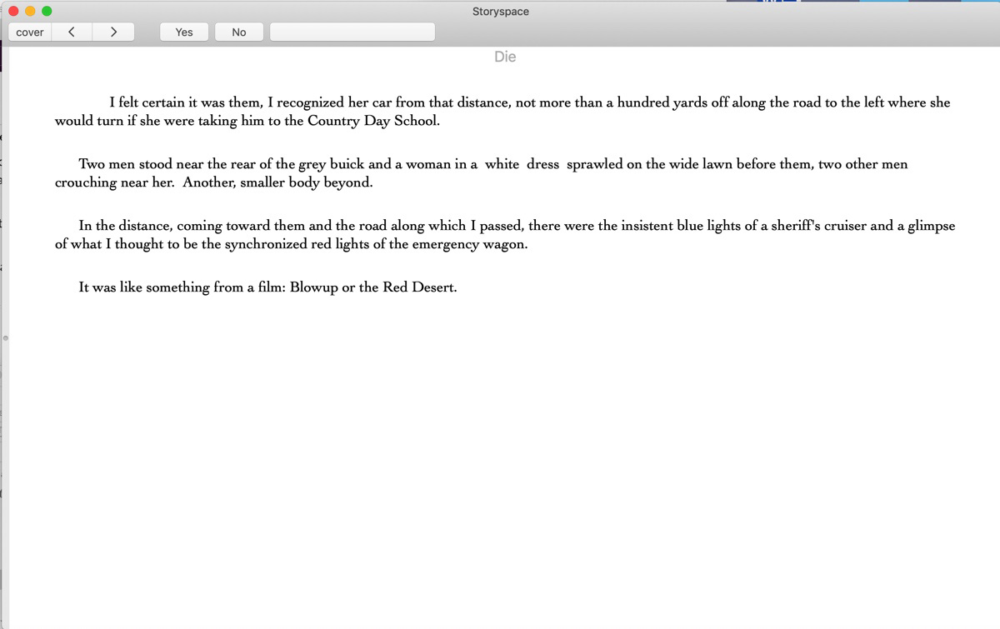 Storyspace
cover
Yes
No
Die
I felt certain it was them, I recognized her car from that distance, not more than a hundred yards off along the road to the left where she
would turn if she were taking him to the Country Day School.
Two men stood near the rear of the grey buick and a woman in a  white  dress  sprawled on the wide lawn before them, two other men
crouching near her.  Another, smaller body beyond.
In the distance, coming toward them and the road along which I passed, there were the insistent blue lights of a sheriff's cruiser and a glimpse
of what I thought to be the synchronized red lights of the emergency wagon.
It was like something from a film: Blowup or the Red Desert.